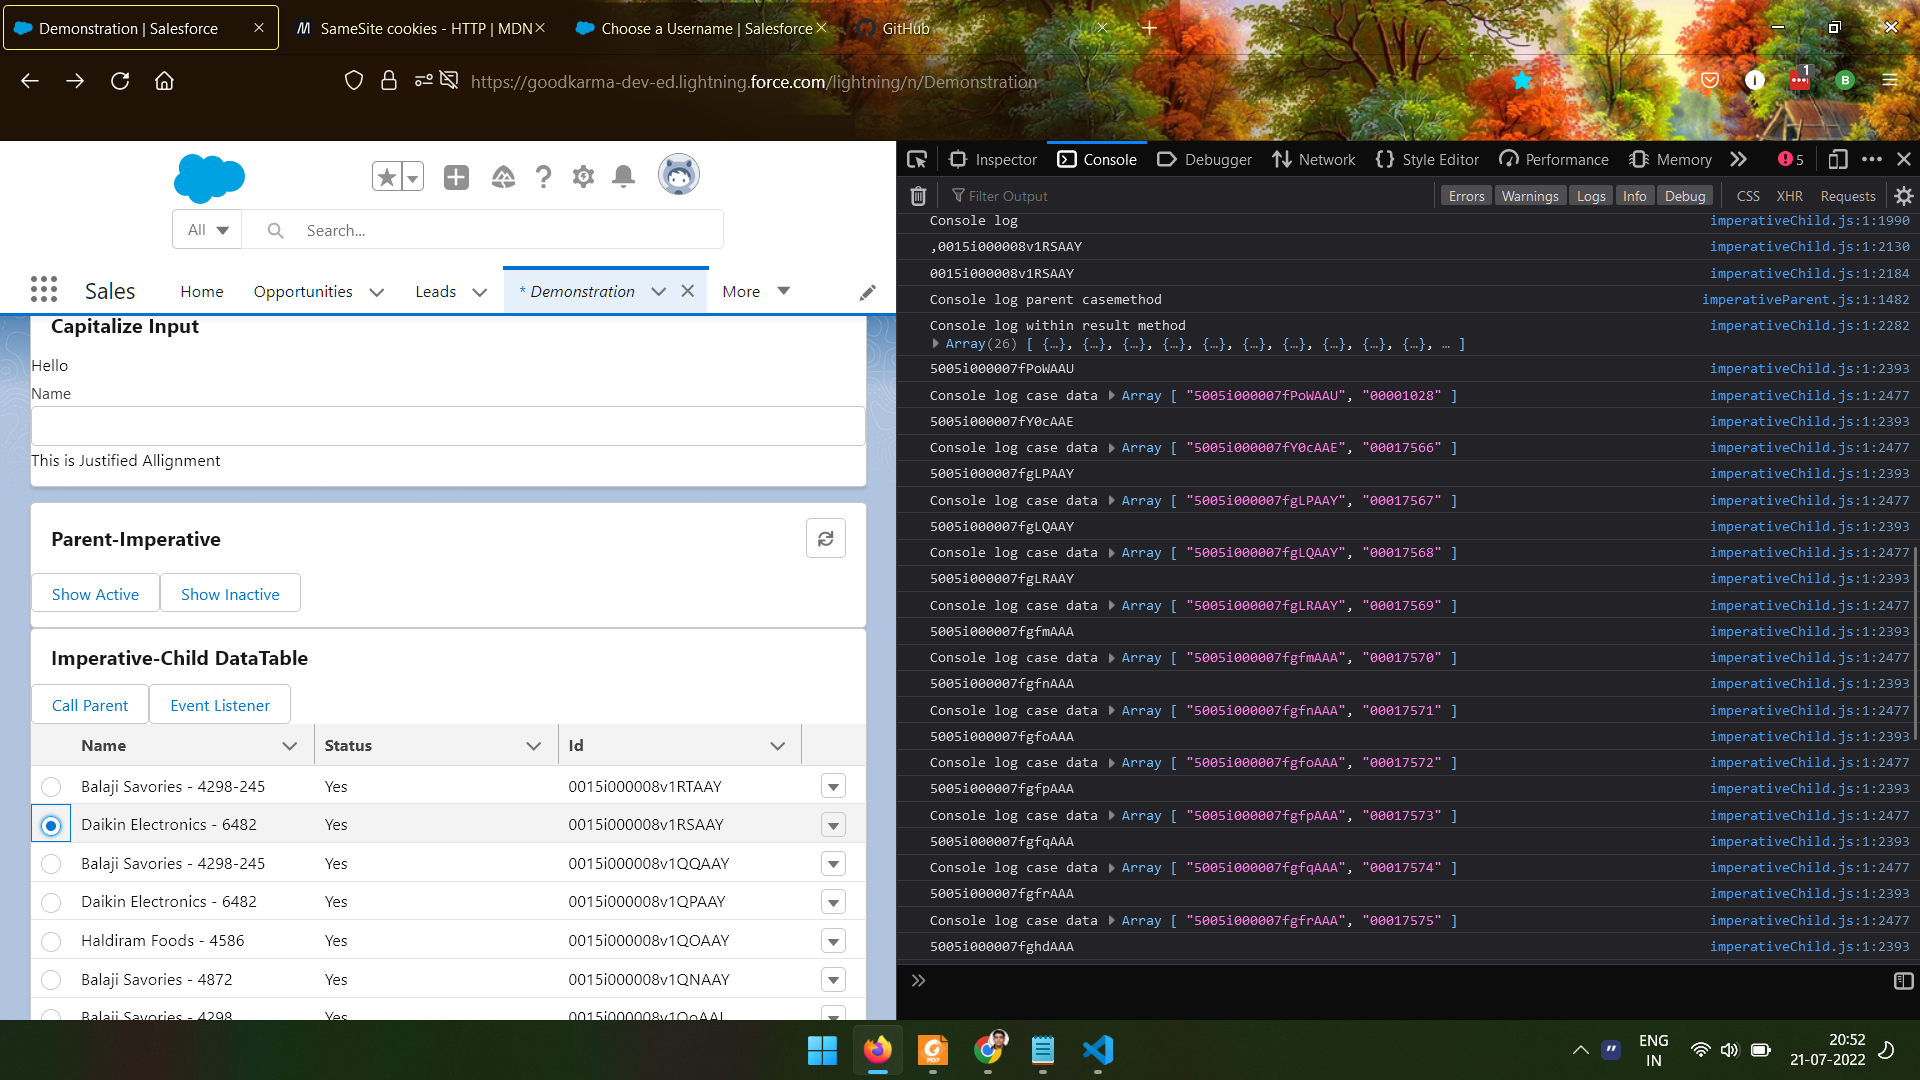 Demonstration | Salesforce
SameSite cookies - HTTP | MDN
Choose a Username | Salesforce
GitHub
https://goodkarma-dev-ed.lightning.force.com/lightning/n/Demonstration
1
B
All
Search...
Sales
Home
Opportunities
Leads
* Demonstration
More
Capitalize Input
Hello
Name
This is Justified Allignment
Parent-Imperative
Show Active
Show Inactive
Imperative-Child DataTable
Call Parent
Event Listener
Name Status Id
Balaji Savories - 4298-245 Yes 0015i000008v1RTAAY
Daikin Electronics - 6482 Yes 0015i000008v1RSAAY
Balaji Savories - 4298-245 Yes 0015i000008v1QQAAY
Daikin Electronics - 6482 Yes 0015i000008v1QPAAY
Haldiram Foods - 4586 Yes 0015i000008v1QOAAY
Balaji Savories - 4872 Yes 0015i000008v1QNAAY
Balaji Savories - 4298 Yes
Inspector Console Debugger Network Style Editor Performance Memory 5
Filter Output
Errors Warnings Logs Info Debug CSS XHR Requests
Console log imperativeChild.js:1:1990
,0015i000008v1RSAAY imperativeChild.js:1:2130
0015i000008v1RSAAY imperativeChild.js:1:2184
Console log parent casemethod imperativeParent.js:1:1482
Console log within result method imperativeChild.js:1:2282
Array(26) [ {…}, {…}, {…}, {…}, {…}, {…}, {…}, {…}, {…}, {…}, … ]
5005i000007fPoWAAU imperativeChild.js:1:2393
Console log case data Array [ "5005i000007fPoWAAU", "00001028" ] imperativeChild.js:1:2477
5005i000007fY0cAAE imperativeChild.js:1:2393
Console log case data Array [ "5005i000007fY0cAAE", "00017566" ] imperativeChild.js:1:2477
5005i000007fgLPAAY imperativeChild.js:1:2393
Console log case data Array [ "5005i000007fgLPAAY", "00017567" ] imperativeChild.js:1:2477
5005i000007fgLQAAY imperativeChild.js:1:2393
Console log case data Array [ "5005i000007fgLQAAY", "00017568" ] imperativeChild.js:1:2477
5005i000007fgLRAAY imperativeChild.js:1:2393
Console log case data Array [ "5005i000007fgLRAAY", "00017569" ] imperativeChild.js:1:2477
5005i000007fgfmAAA imperativeChild.js:1:2393
Console log case data Array [ "5005i000007fgfmAAA", "00017570" ] imperativeChild.js:1:2477
5005i000007fgfnAAA imperativeChild.js:1:2393
Console log case data Array [ "5005i000007fgfnAAA", "00017571" ] imperativeChild.js:1:2477
5005i000007fgfoAAA imperativeChild.js:1:2393
Console log case data Array [ "5005i000007fgfoAAA", "00017572" ] imperativeChild.js:1:2477
5005i000007fgfpAAA imperativeChild.js:1:2393
Console log case data Array [ "5005i000007fgfpAAA", "00017573" ] imperativeChild.js:1:2477
5005i000007fgfqAAA imperativeChild.js:1:2393
Console log case data Array [ "5005i000007fgfqAAA", "00017574" ] imperativeChild.js:1:2477
5005i000007fgfrAAA imperativeChild.js:1:2393
Console log case data Array [ "5005i000007fgfrAAA", "00017575" ] imperativeChild.js:1:2477
5005i000007fghdAAA imperativeChild.js:1:2393
ENG
IN
20:52
21-07-2022